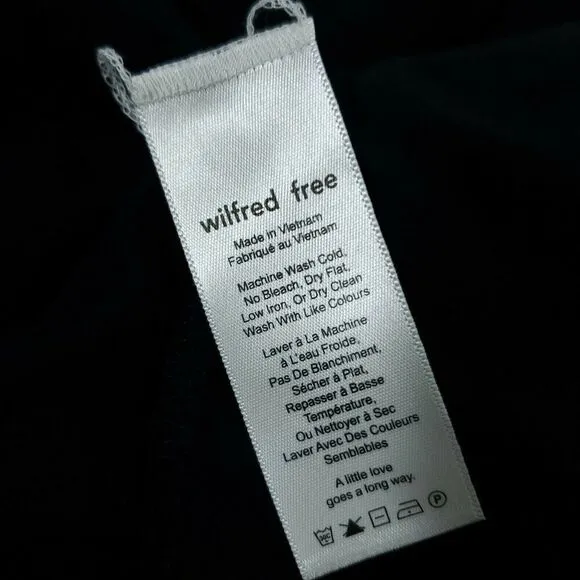 wilfred free
Made in Vietnam
Fabriqué au Vietnam
Machine Wash Cold,
No Bleach, Dry Flat,
Low Iron, Or Dry Clean
Wash With Like Colours
Laver à La Machine
à L'eau Froide,
Pas De Blanchiment,
Sécher à Plat,
Repasser à Basse
Température,
Ou Nettoyer à Sec
Laver Avec Des Couleurs
Semblables
A little love
goes a long way.
30C P